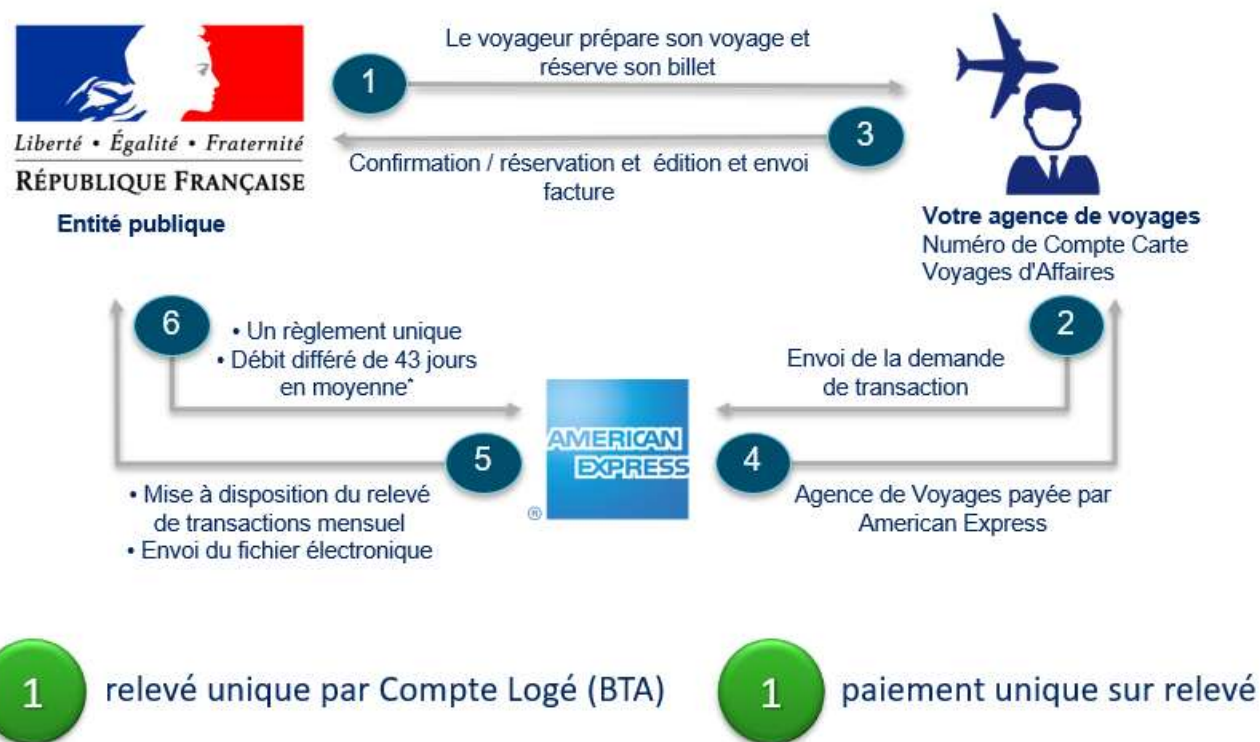 Liberté • Égalité • Fraternité
RÉPUBLIQUE FRANÇAISE
Entité publique
1
Le voyageur prépare son voyage et
réserve son billet
3
Confirmation / réservation et édition et envoi
facture
Votre agence de voyages
Numéro de Compte Carte
Voyages d'Affaires
6
• Un règlement unique
• Débit différé de 43 jours
en moyenne*
2
Envoi de la demande
de transaction
AMERICAN
EXPRESS
®
5
• Mise à disposition du relevé
de transactions mensuel
• Envoi du fichier électronique
4
Agence de Voyages payée par
American Express
1
relevé unique par Compte Logé (BTA)
1
paiement unique sur relevé